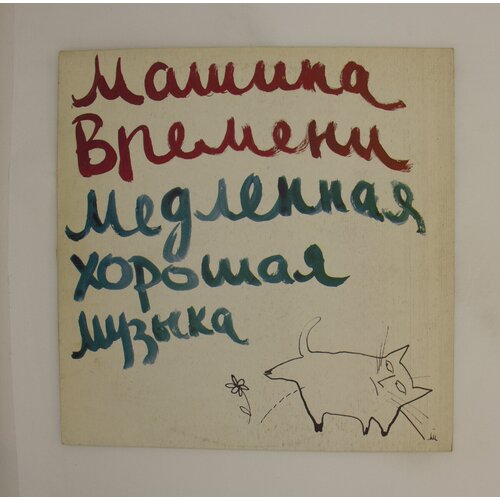 Машина
Времени
Медленная
хорошая
музыка